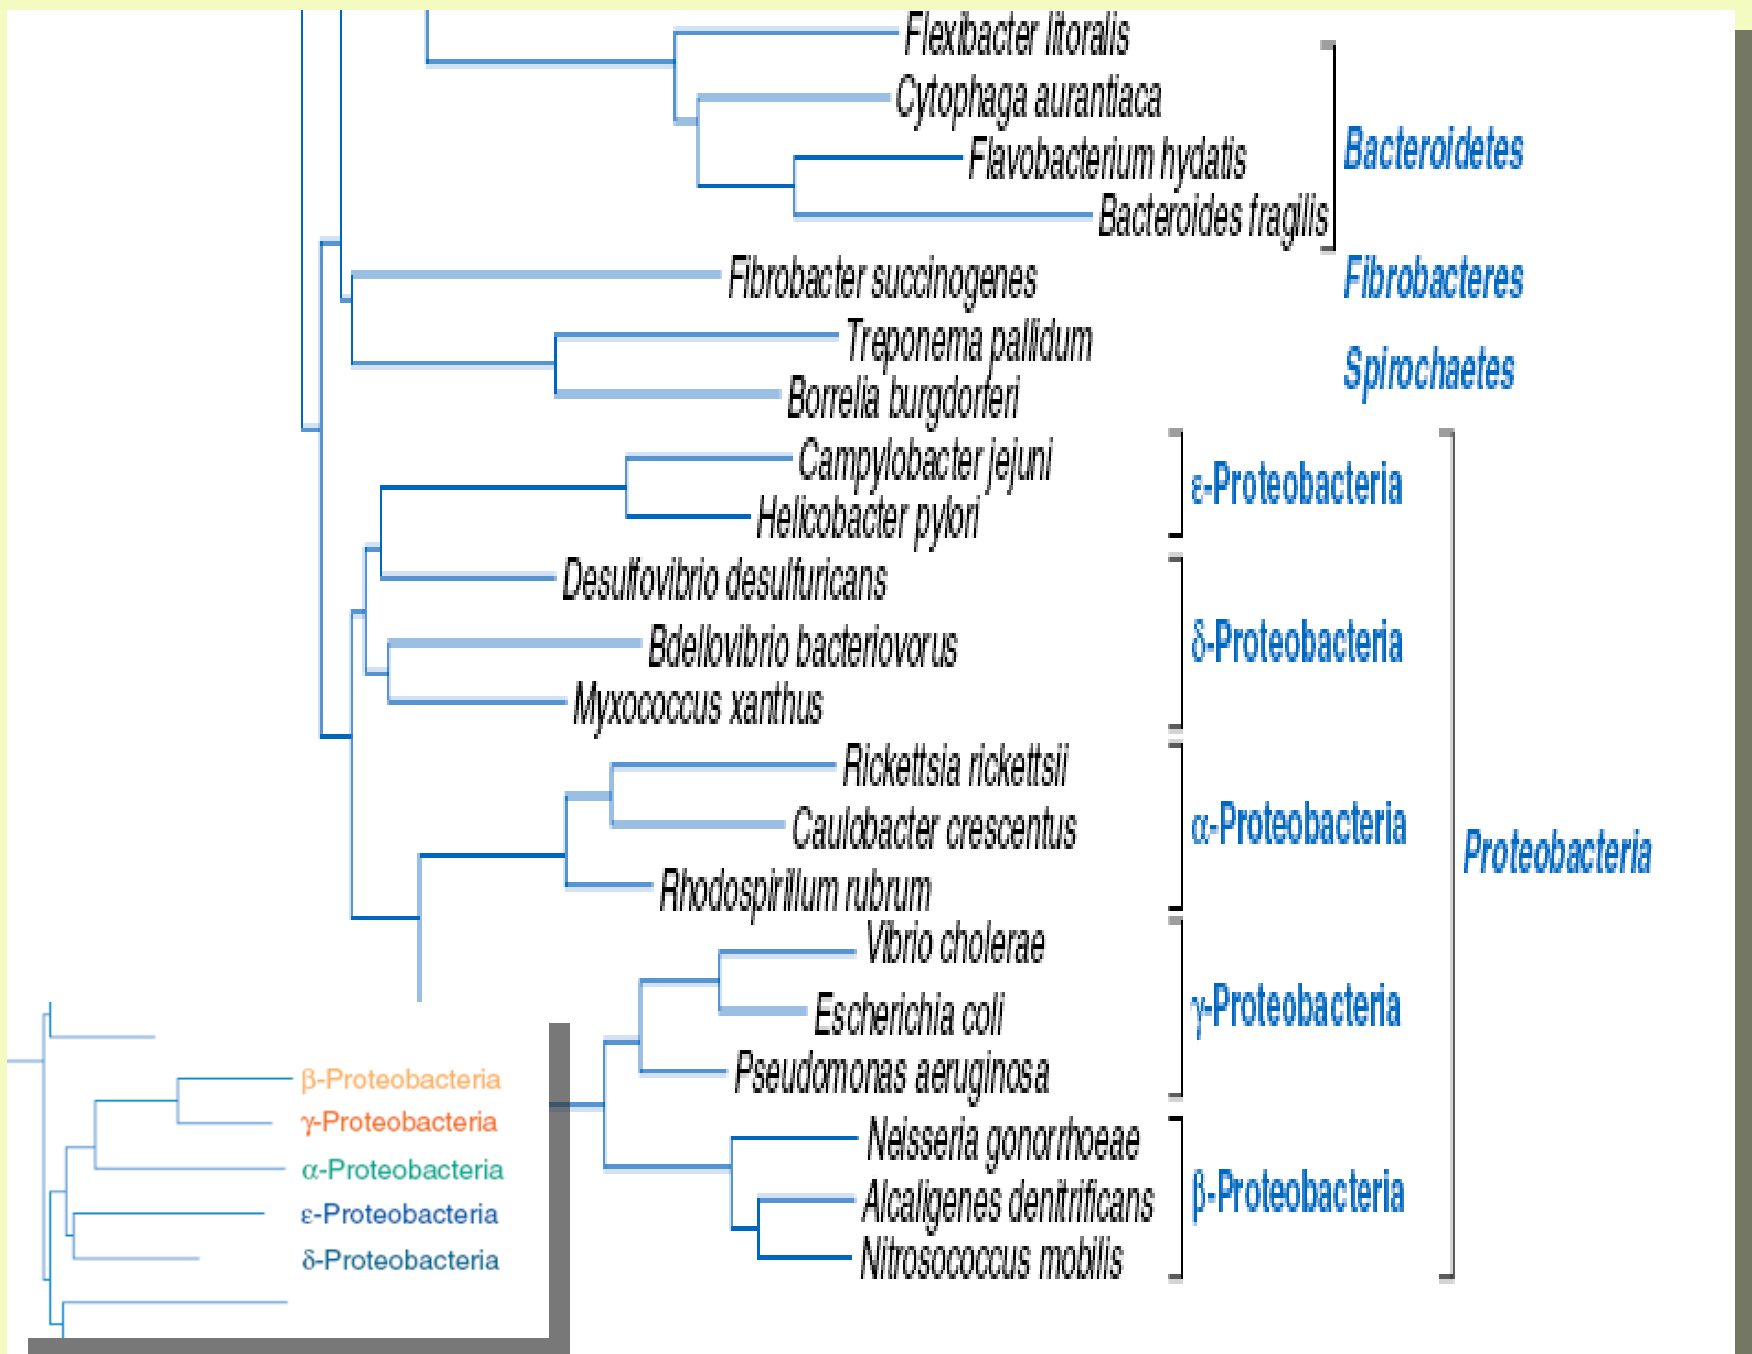 Flexibacter litoralis
Cytophaga aurantiaca
Flavobacterium hydatis
Bacteroides fragilis
Bacteroidetes
Fibrobacter succinogenes
Fibrobacteres
Treponema pallidum
Borrelia burgdorferi
Spirochaetes
Campylobacter jejuni
Helicobacter pylori
ε-Proteobacteria
Desulfovibrio desulfuricans
Bdellovibrio bacteriovorus
Myxococcus xanthus
δ-Proteobacteria
Rickettsia rickettsii
Caulobacter crescentus
Rhodospirillum rubrum
α-Proteobacteria
Proteobacteria
Vibrio cholerae
Escherichia coli
Pseudomonas aeruginosa
γ-Proteobacteria
Neisseria gonorrhoeae
Alcaligenes denitrificans
Nitrosococcus mobilis
β-Proteobacteria
β-Proteobacteria
γ-Proteobacteria
α-Proteobacteria
ε-Proteobacteria
δ-Proteobacteria